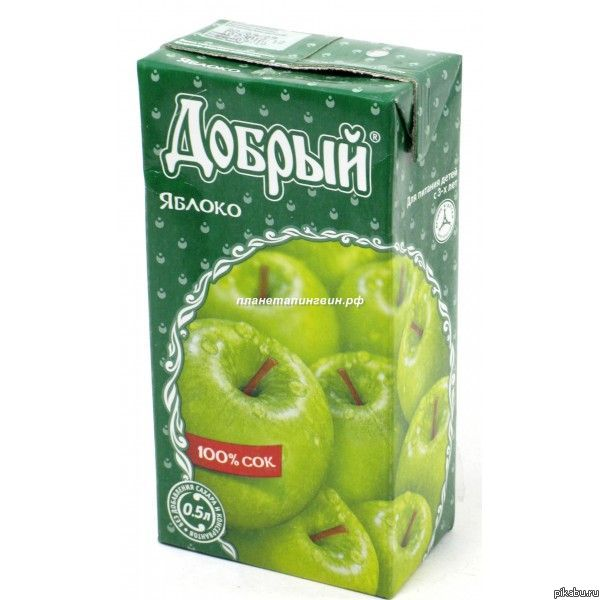 Яблоко
Добрый®
Яблоко
Для питания детей
с 3-х лет
планетапингвин.рф
100% сок
без добавления сахара и консервантов
0.5л
pikabu.ru